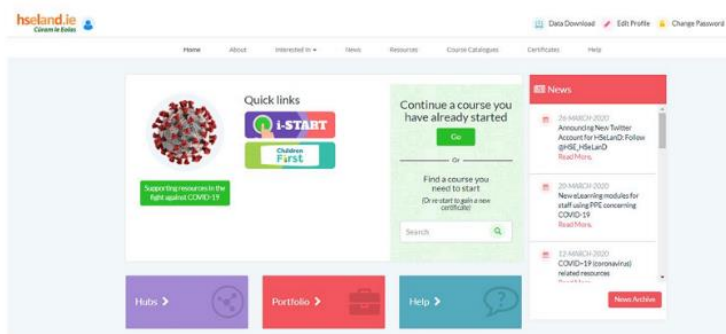 hseland.ie
Cúram le Eolas
Data Download
Edit Profile
Change Password
Home
About
Interested In
News
Resources
Course Catalogues
Certificates
Help
Supporting resources in the
fight against COVID-19
Quick links
i-START
Children
First
Continue a course you
have already started
Go
Or
Find a course you
need to start
(Or re-start to gain a new
certificate)
Search
News
26-MARCH-2020
Announcing New Twitter
Account for HSeLanD: Follow
@HSE_HSeLanD
Read More.
20-MARCH-2020
New eLearning modules for
staff using PPE concerning
COVID-19
Read More.
12-MARCH-2020
COVID-19 (coronavirus)
related resources
News Archive
Hubs
Portfolio
Help